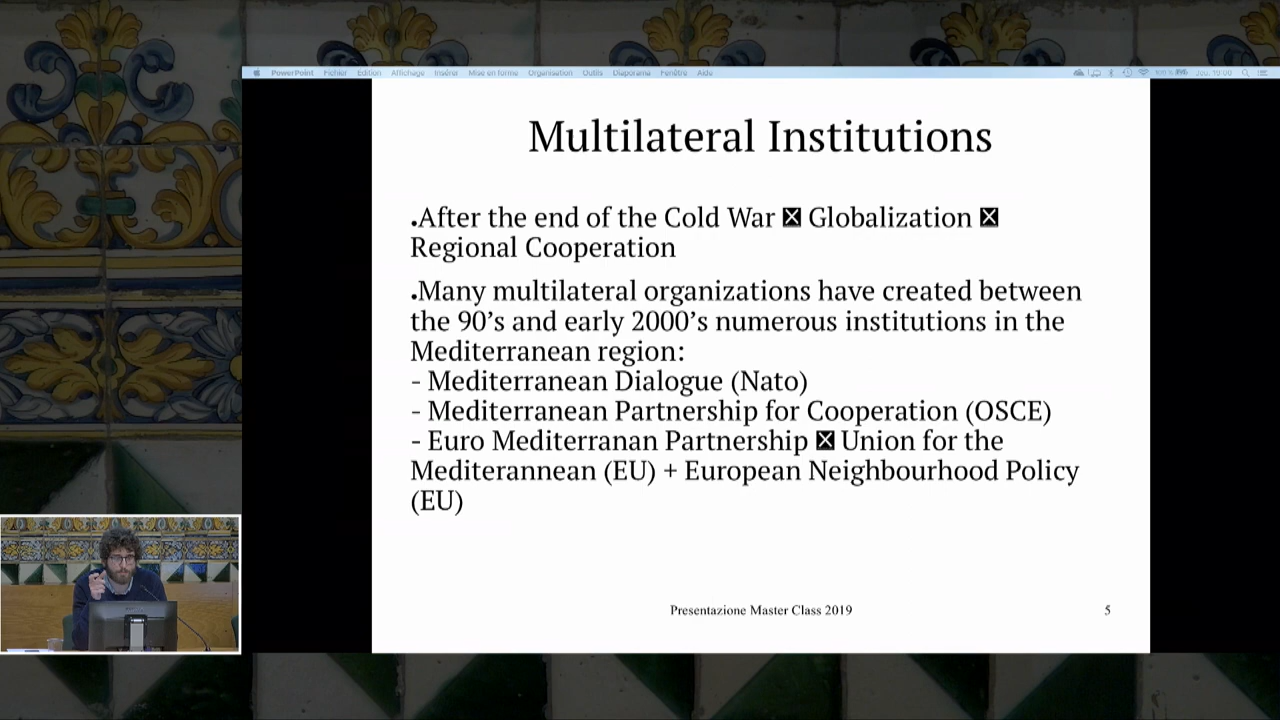 PowerPoint Fichier Edition Affichage Insérer Mise en forme Organisation Outils Diaporama Fenêtre Aide
Multilateral Institutions
.After the end of the Cold War ☒ Globalization ☒
Regional Cooperation
.Many multilateral organizations have created between
the 90’s and early 2000’s numerous institutions in the
Mediterranean region:
- Mediterranean Dialogue (Nato)
- Mediterranean Partnership for Cooperation (OSCE)
- Euro Mediterranan Partnership ☒ Union for the
Mediterannean (EU) + European Neighbourhood Policy
(EU)
Presentazione Master Class 2019
5